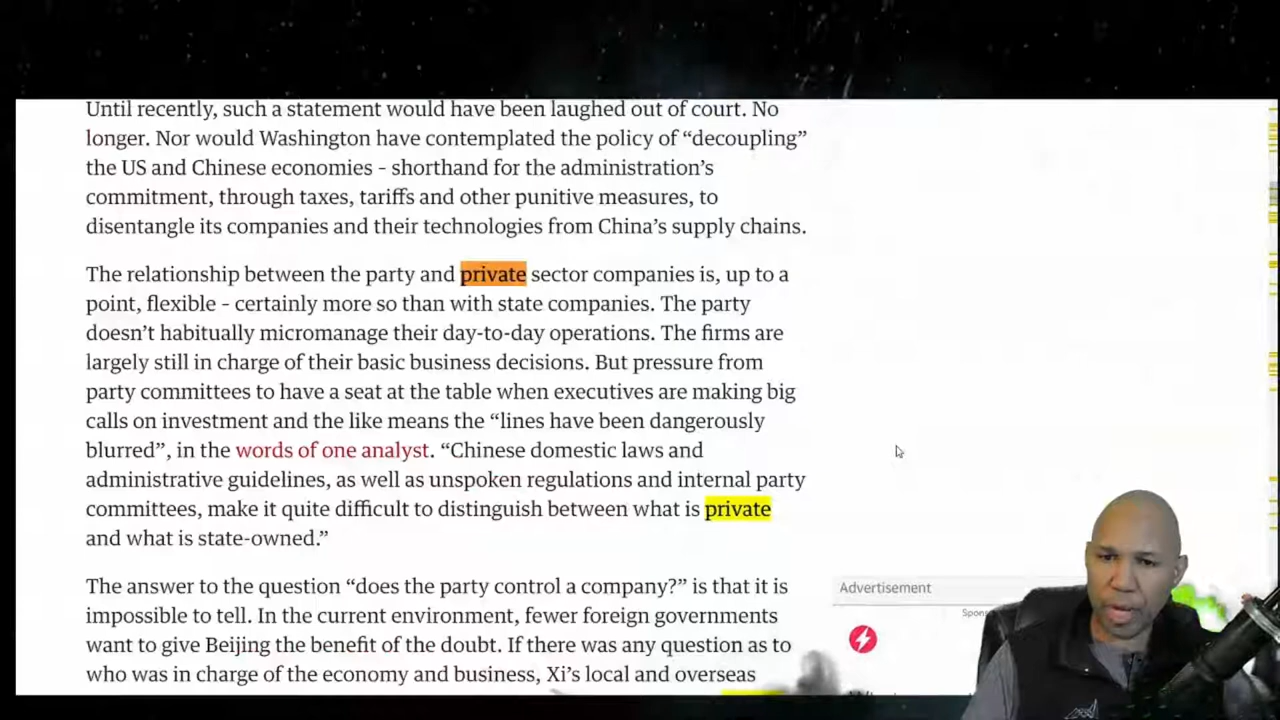 Until recently, such a statement would have been laughed out of court. No
longer. Nor would Washington have contemplated the policy of “decoupling”
the US and Chinese economies – shorthand for the administration’s
commitment, through taxes, tariffs and other punitive measures, to
disentangle its companies and their technologies from China’s supply chains.
The relationship between the party and private sector companies is, up to a
point, flexible – certainly more so than with state companies. The party
doesn’t habitually micromanage their day-to-day operations. The firms are
largely still in charge of their basic business decisions. But pressure from
party committees to have a seat at the table when executives are making big
calls on investment and the like means the “lines have been dangerously
blurred”, in the words of one analyst. “Chinese domestic laws and
administrative guidelines, as well as unspoken regulations and internal party
committees, make it quite difficult to distinguish between what is private
and what is state-owned.”
The answer to the question “does the party control a company?” is that it is
impossible to tell. In the current environment, fewer foreign governments
want to give Beijing the benefit of the doubt. If there was any question as to
who was in charge of the economy and business, Xi’s local and overseas
Advertisement